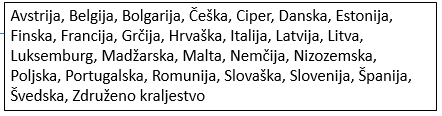 Avstrija, Belgija, Bolgarija, Češka, Ciper, Danska, Estonija,
Finska, Francija, Grčija, Hrvaška, Italija, Latvija, Litva,
Luksemburg, Madžarska, Malta, Nemčija, Nizozemska,
Poljska, Portugalska, Romunija, Slovaška, Slovenija, Španija,
Švedska, Združeno kraljestvo